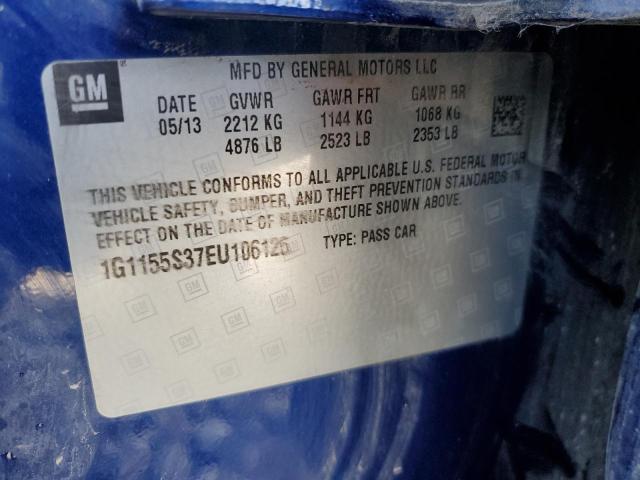 GM
MFD BY GENERAL MOTORS LLC
DATE GVWR GAWR FRT GAWR RR
05/13 2212 KG 1144 KG 1068 KG
4876 LB 2523 LB 2353 LB
THIS VEHICLE CONFORMS TO ALL APPLICABLE U.S. FEDERAL MOTOR
VEHICLE SAFETY, BUMPER, AND THEFT PREVENTION STANDARDS IN
EFFECT ON THE DATE OF MANUFACTURE SHOWN ABOVE.
1G1155S37EU106126 TYPE: PASS CAR